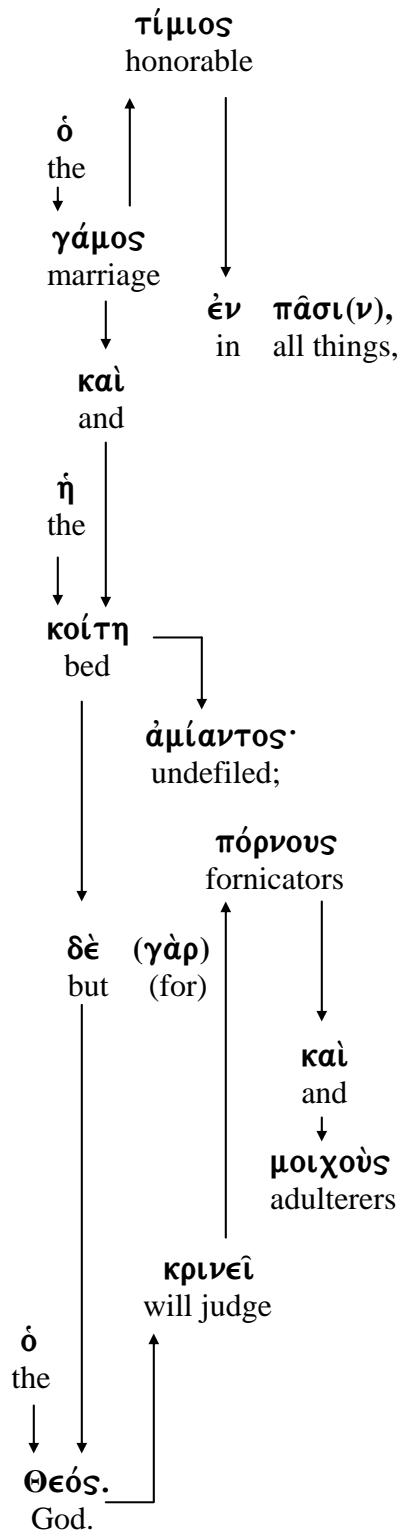 τίμιος
honorable
ὁ
the
γάμος
marriage
ἐν πᾶσι(ν),
in all things,
καὶ
and
ἡ
the
κοίτη
bed
ἀμίαντος·
undefiled;
πόρνους
fornicators
δὲ (γὰρ)
but (for)
καὶ
and
μοιχοὺς
adulterers
κρινεῖ
will judge
ὁ
the
Θεός.
God.